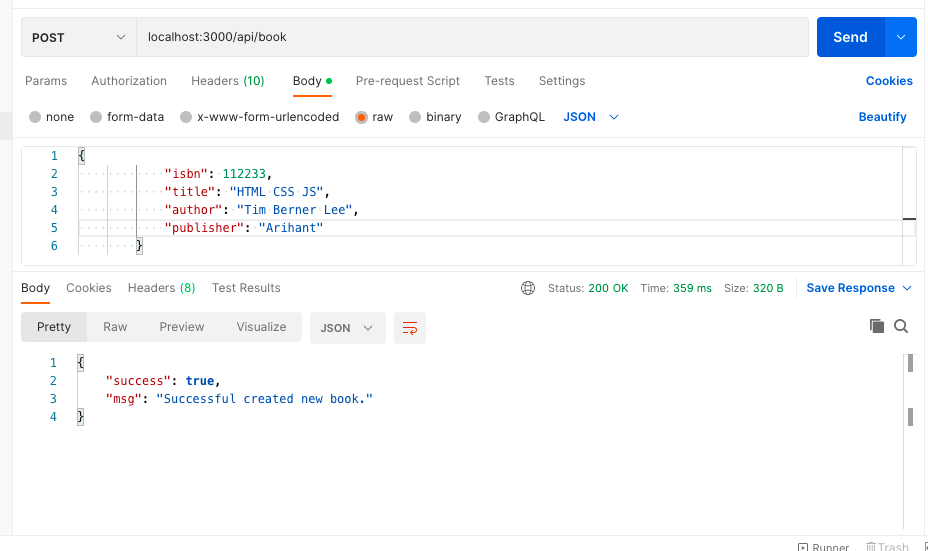 POST localhost:3000/api/book Send
Params Authorization Headers (10) Body Pre-request Script Tests Settings Cookies
none form-data x-www-form-urlencoded raw binary GraphQL JSON Beautify
1 {
2 "isbn": 112233,
3 "title": "HTML CSS JS",
4 "author": "Tim Berner Lee",
5 "publisher": "Arihant"
6 }
Body Cookies Headers (8) Test Results Status: 200 OK Time: 359 ms Size: 320 B Save Response
Pretty Raw Preview Visualize JSON
1 {
2 "success": true,
3 "msg": "Successful created new book."
4 }
Runner Trash